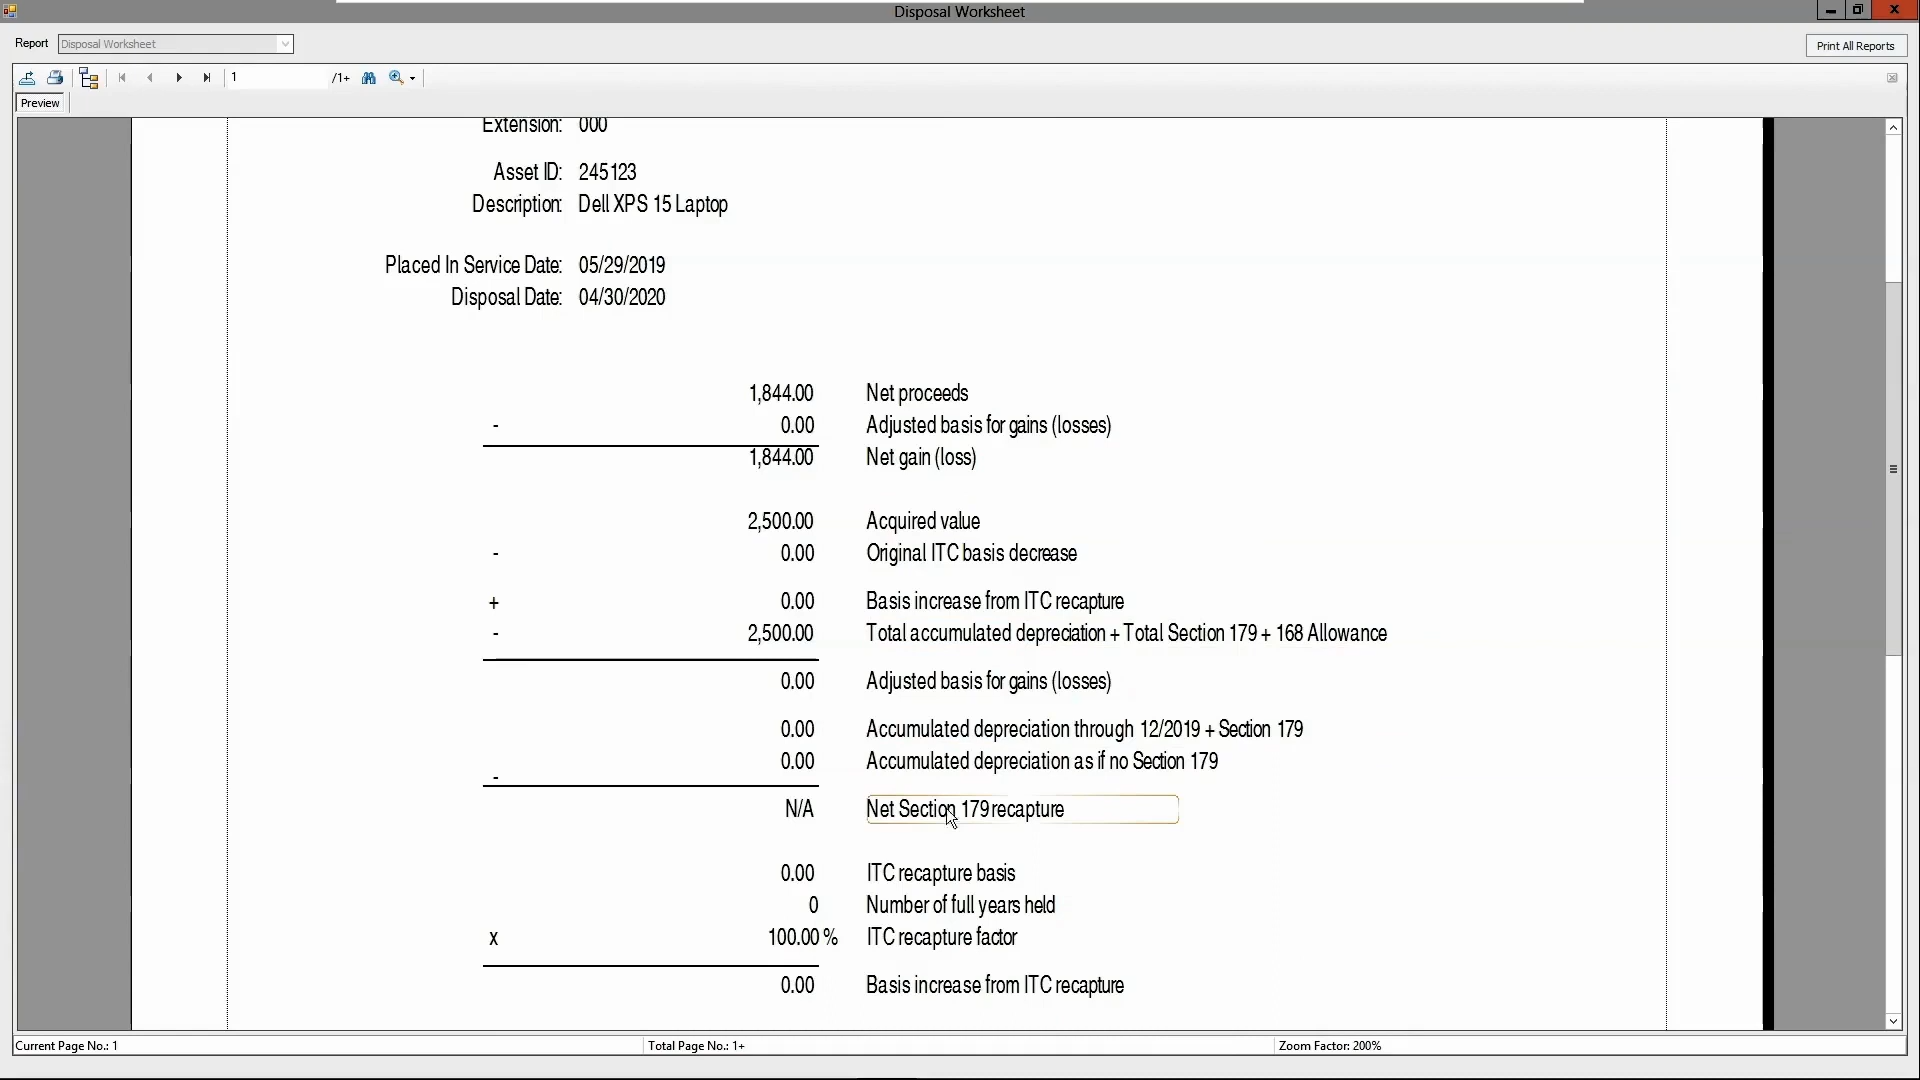 Disposal Worksheet
Report Disposal Worksheet
Print All Reports
1 /1+
Preview
Extension: 000
Asset ID: 245123
Description: Dell XPS 15 Laptop
Placed In Service Date: 05/29/2019
Disposal Date: 04/30/2020
1,844.00 Net proceeds
- 0.00 Adjusted basis for gains (losses)
1,844.00 Net gain (loss)
2,500.00 Acquired value
- 0.00 Original ITC basis decrease
+ 0.00 Basis increase from ITC recapture
- 2,500.00 Total accumulated depreciation + Total Section 179 + 168 Allowance
0.00 Adjusted basis for gains (losses)
0.00 Accumulated depreciation through 12/2019 + Section 179
- 0.00 Accumulated depreciation as if no Section 179
N/A Net Section 179 recapture
0.00 ITC recapture basis
0 Number of full years held
x 100.00 % ITC recapture factor
0.00 Basis increase from ITC recapture
Current Page No.: 1 Total Page No.: 1+ Zoom Factor: 200%